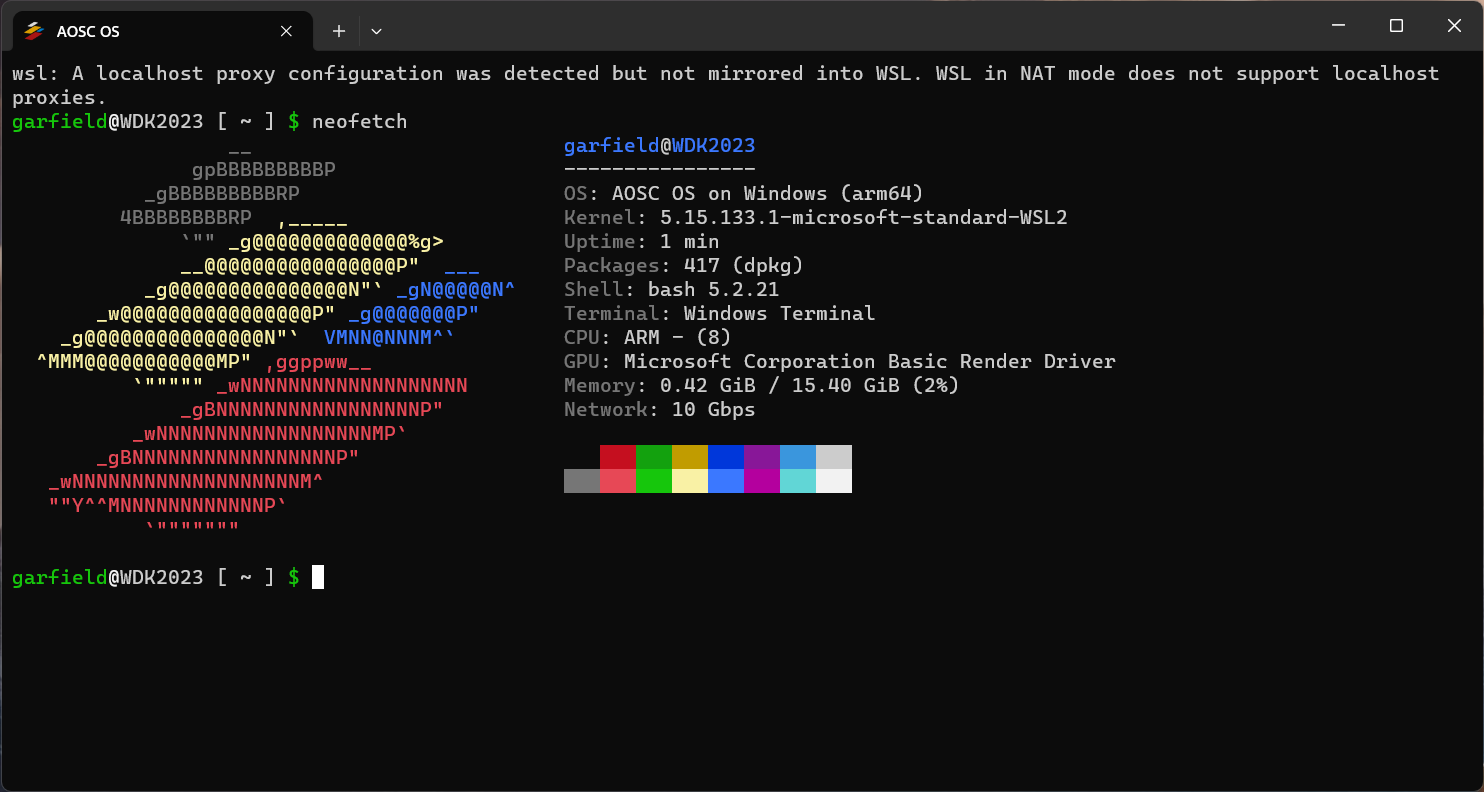 AOSC OS
wsl: A localhost proxy configuration was detected but not mirrored into WSL. WSL in NAT mode does not support localhost
proxies.
garfield@WDK2023 [ ~ ] $ neofetch
                  __                          garfield@WDK2023
               gpBBBBBBBBBP                   ----------------
           _gBBBBBBBBBRP                      OS: AOSC OS on Windows (arm64)
         4BBBBBBBBRP  ,_____                  Kernel: 5.15.133.1-microsoft-standard-WSL2
              `"" _g@@@@@@@@@@@@@%g>          Uptime: 1 min
              __@@@@@@@@@@@@@@@@P"  ___       Packages: 417 (dpkg)
           _g@@@@@@@@@@@@@@@N"` _gN@@@@@N^    Shell: bash 5.2.21
       _w@@@@@@@@@@@@@@@@P" _g@@@@@@@P"       Terminal: Windows Terminal
    _g@@@@@@@@@@@@@@@N"`  VMNN@NNNM^`         CPU: ARM - (8)
  ^MMM@@@@@@@@@@@MP" ,ggppww__                GPU: Microsoft Corporation Basic Render Driver
          `""""" _wNNNNNNNNNNNNNNNNNNN        Memory: 0.42 GiB / 15.40 GiB (2%)
              _gBNNNNNNNNNNNNNNNNNP"          Network: 10 Gbps
          _wNNNNNNNNNNNNNNNNNNMP`
       _gBNNNNNNNNNNNNNNNNNP"
   _wNNNNNNNNNNNNNNNNNNNM^
   ""Y^^MNNNNNNNNNNNNP`
           `"""""""
garfield@WDK2023 [ ~ ] $